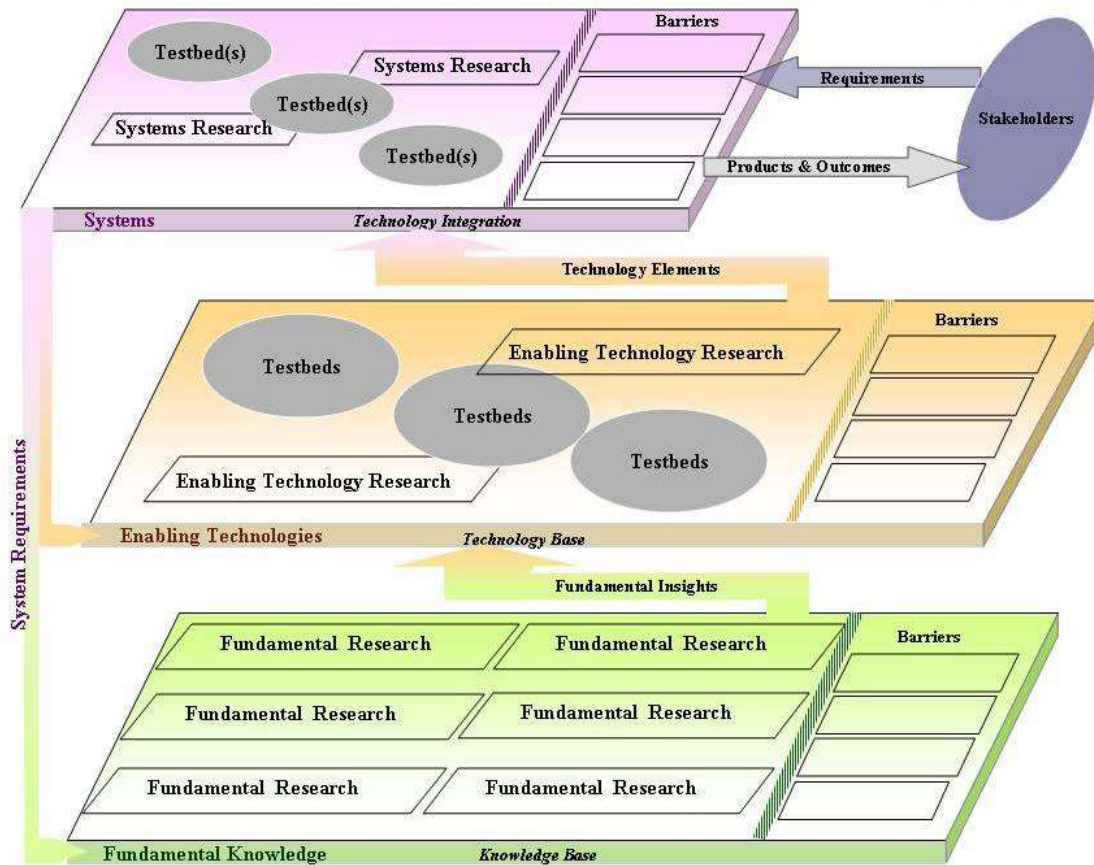 Barriers
Testbed(s)
Systems Research
Requirements
Testbed(s)
Stakeholders
Systems Research
Testbed(s)
Products & Outcomes
Systems
Technology Integration
Technology Elements
Barriers
Enabling Technology Research
Testbeds
Testbeds
Testbeds
Enabling Technology Research
System Requirements
Enabling Technologies
Technology Base
Fundamental Insights
Fundamental Research
Fundamental Research
Barriers
Fundamental Research
Fundamental Research
Fundamental Research
Fundamental Research
Fundamental Knowledge
Knowledge Base